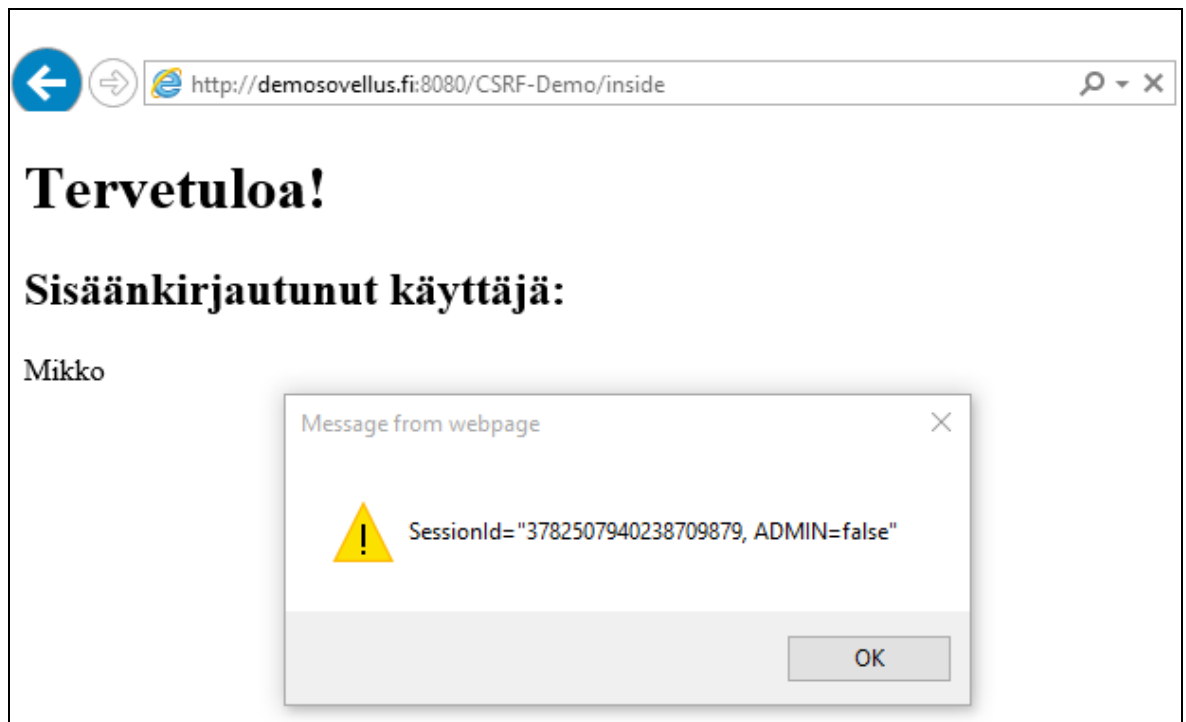 http://demosovellus.fi:8080/CSRF-Demo/inside
Tervetuloa!
Sisäänkirjautunut käyttäjä:
Mikko
Message from webpage
SessionId="3782507940238709879, ADMIN=false"
OK